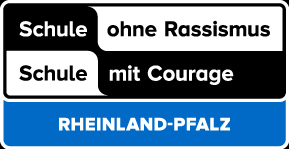 Schule ohne Rassismus
Schule mit Courage
RHEINLAND-PFALZ